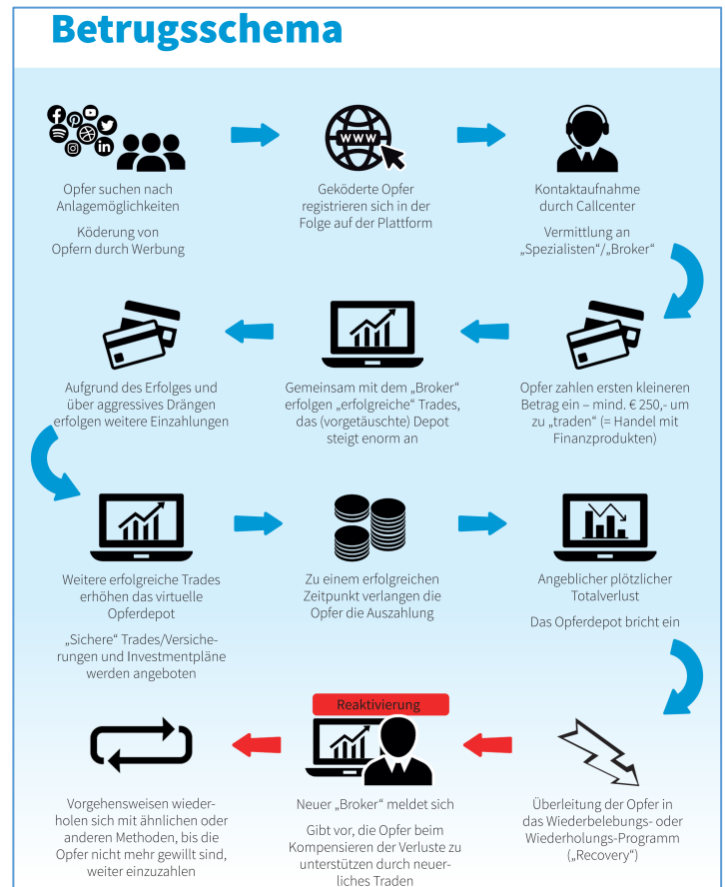 Betrugsschema
Opfer suchen nach
Anlagemöglichkeiten
Köderung von
Opfern durch Werbung
www
Geköderte Opfer
registrieren sich in der
Folge auf der Plattform
Kontaktaufnahme
durch Callcenter
Vermittlung an
„Spezialisten“/„Broker“
Opfer zahlen ersten kleineren
Betrag ein – mind. € 250,- um
zu „traden“ (= Handel mit
Finanzprodukten)
Gemeinsam mit dem „Broker“
erfolgen „erfolgreiche“ Trades,
das (vorgetäuschte) Depot
steigt enorm an
Aufgrund des Erfolges und
über aggressives Drängen
erfolgen weitere Einzahlungen
Weitere erfolgreiche Trades
erhöhen das virtuelle
Opferdepot
„Sichere“ Trades/Versiche-
rungen und Investmentpläne
werden angeboten
Zu einem erfolgreichen
Zeitpunkt verlangen die
Opfer die Auszahlung
Angeblicher plötzlicher
Totalverlust
Das Opferdepot bricht ein
Überleitung der Opfer in
das Wiederbelebungs- oder
Wiederholungs-Programm
(„Recovery“)
Reaktivierung
Neuer „Broker“ meldet sich
Gibt vor, die Opfer beim
Kompensieren der Verluste zu
unterstützen durch neuer-
liches Traden
Vorgehensweisen wieder-
holen sich mit ähnlichen oder
anderen Methoden, bis die
Opfer nicht mehr gewillt sind,
weiter einzuzahlen